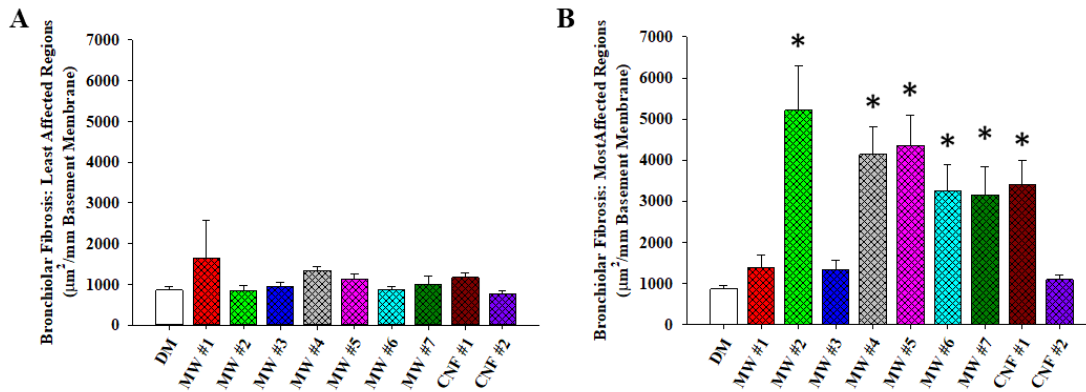 A
Bronchiolar Fibrosis: Least Affected Regions
(μm²/mm Basement Membrane)
7000
6000
5000
4000
3000
2000
1000
0
DM
MW #1
MW #2
MW #3
MW #4
MW #5
MW #6
MW #7
CNF #1
CNF #2
B
Bronchiolar Fibrosis: MostAffected Regions
(μm²/mm Basement Membrane)
7000
6000
5000
4000
3000
2000
1000
0
*
*
*
*
*
*
DM
MW #1
MW #2
MW #3
MW #4
MW #5
MW #6
MW #7
CNF #1
CNF #2